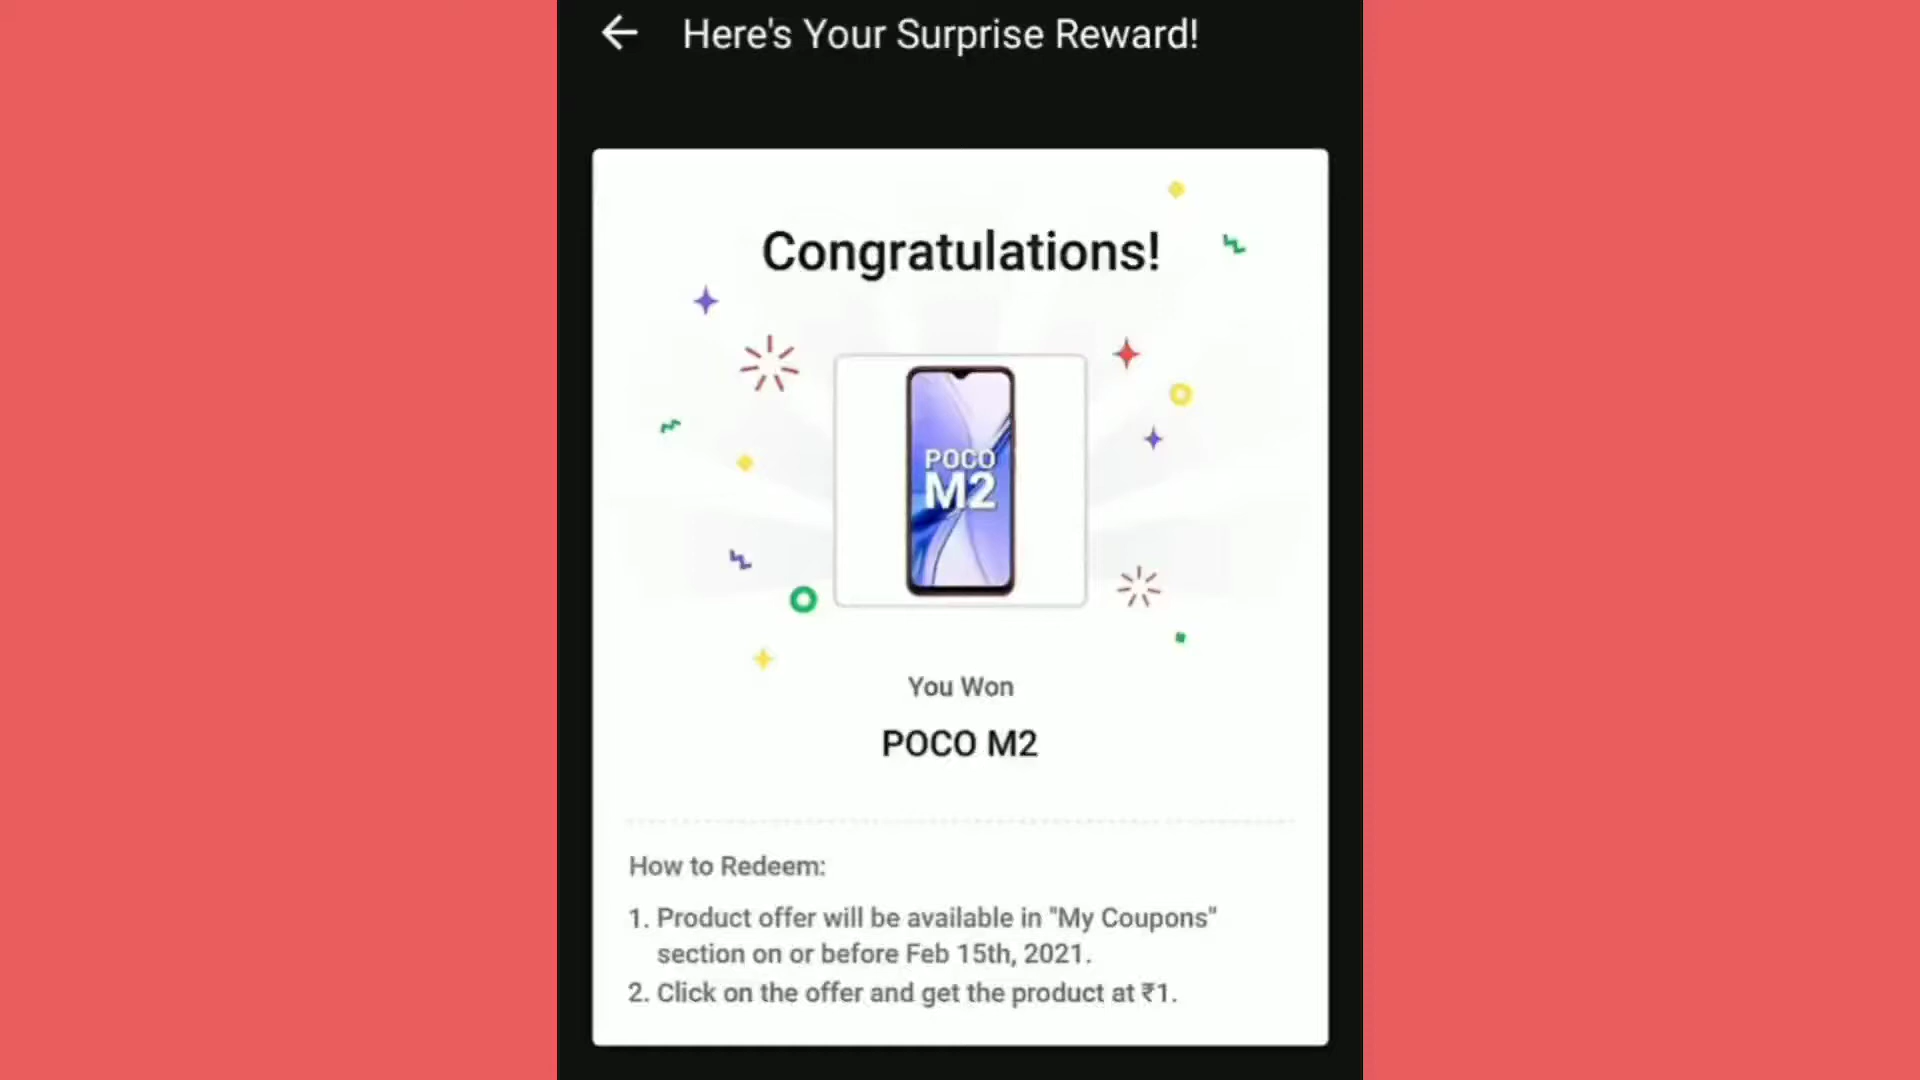 Here's Your Surprise Reward!
Congratulations!
POCO
M2
You Won
POCO M2
How to Redeem:
1. Product offer will be available in "My Coupons"
section on or before Feb 15th, 2021.
2. Click on the offer and get the product at ₹1.